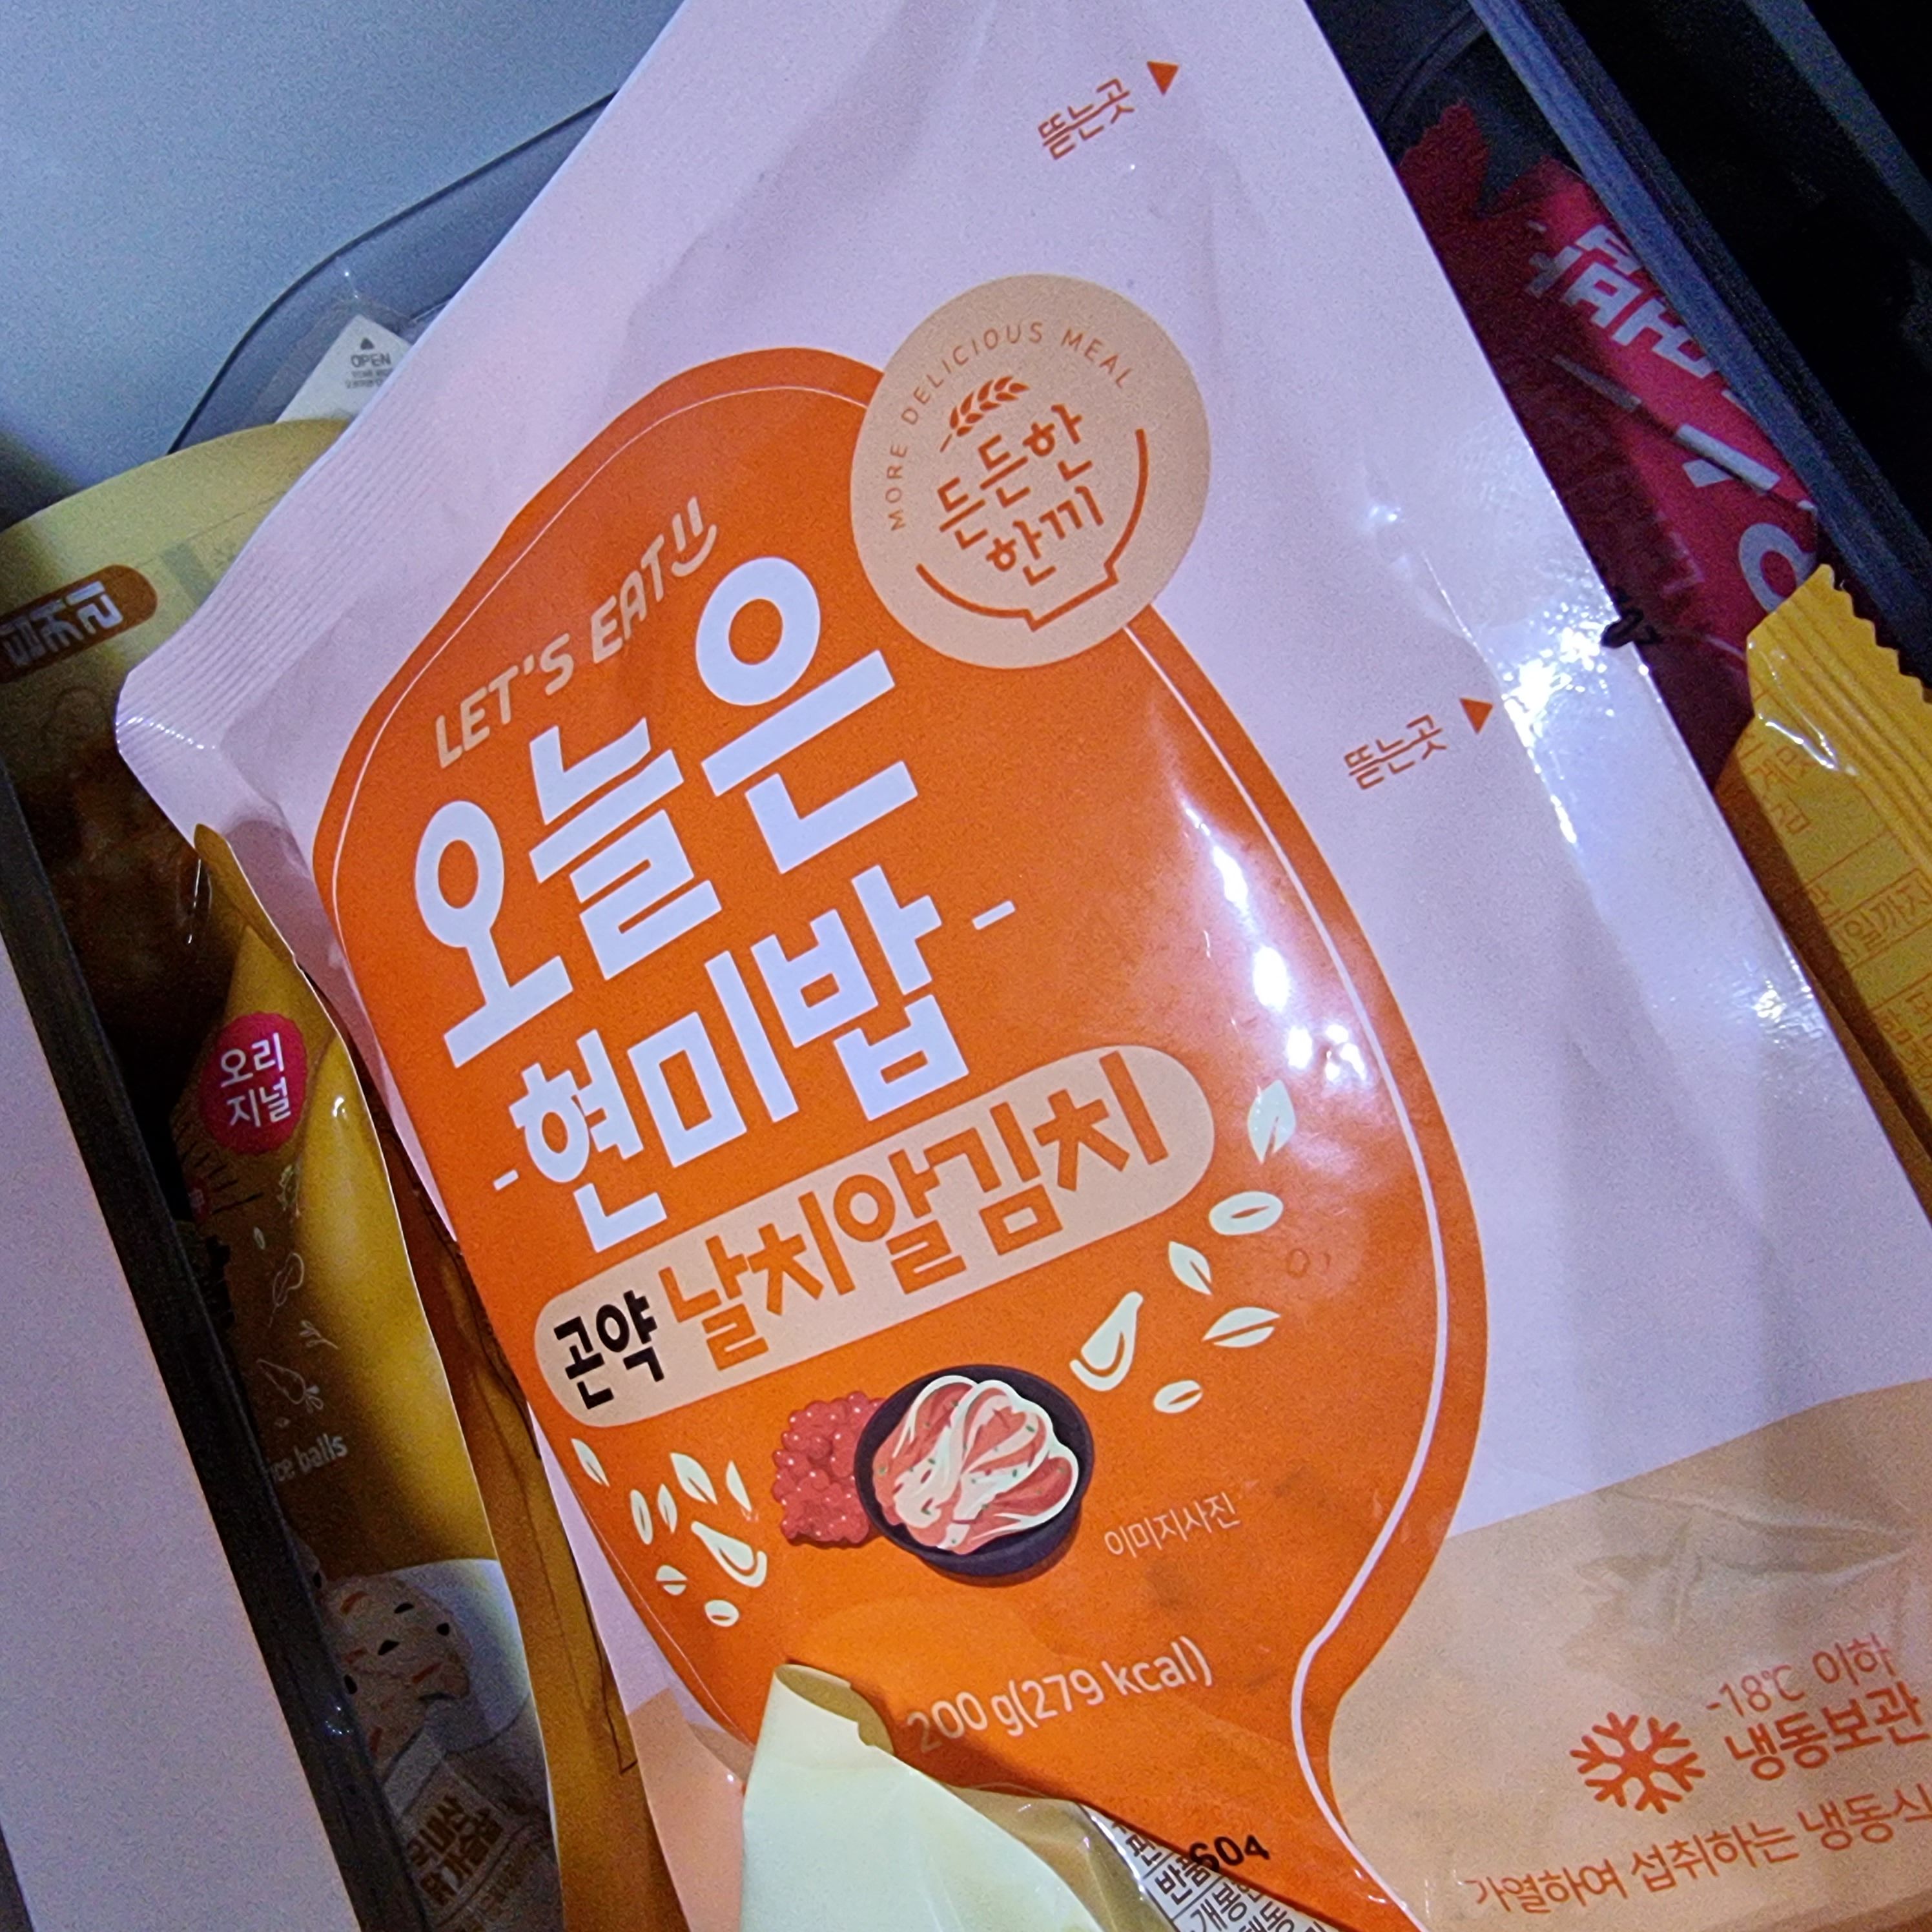 뜯는곳
MORE DELICIOUS MEAL
든든한
한끼
LET'S EAT
오늘은
현미밥
곤약 날치알김치
이미지사진
200 g(279 kcal)
뜯는곳
-18℃ 이하
냉동보관
가열하여 섭취하는 냉동식
604
OPEN
오리
지널
balls